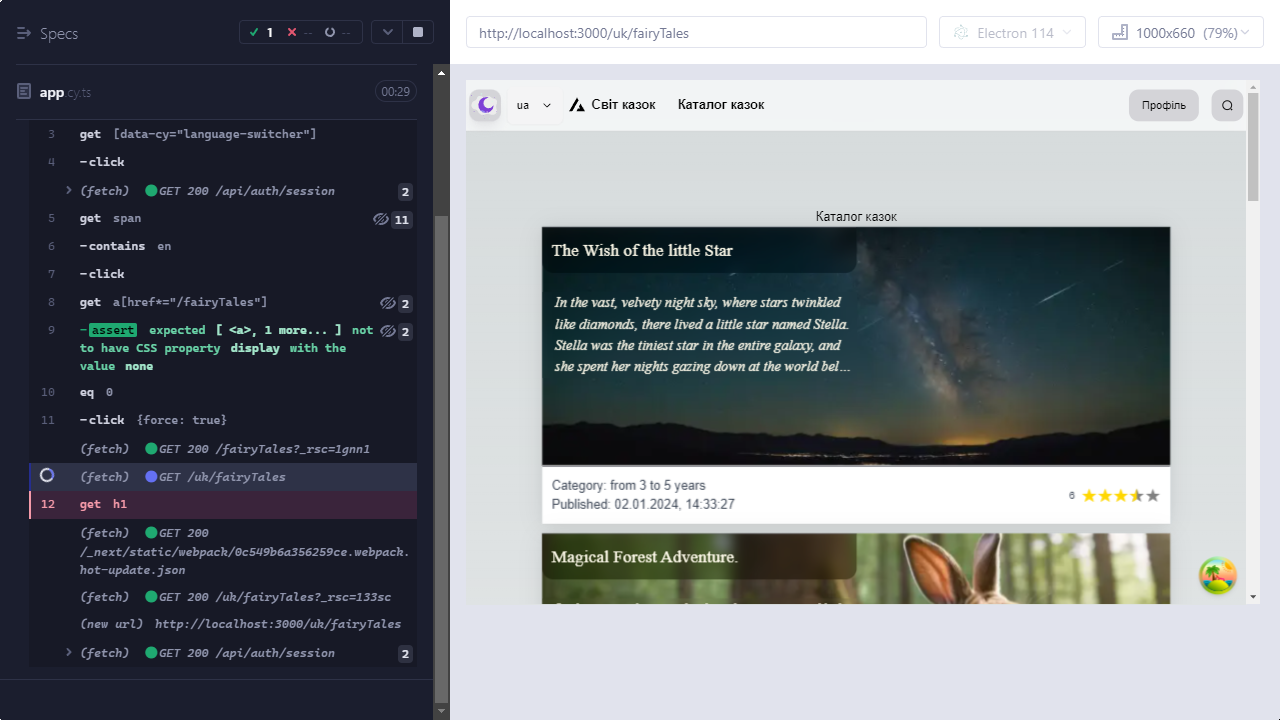 Specs
1
--
--
app.cy.ts
00:29
3 get [data-cy="language-switcher"]
4 -click
(fetch) GET 200 /api/auth/session 2
5 get span 11
6 -contains en
7 -click
8 get a[href*="/fairyTales"] 2
9 -assert expected [ <a>, 1 more... ] not 2
to have CSS property display with the
value none
10 eq 0
11 -click {force: true}
(fetch) GET 200 /fairyTales?_rsc=1gnn1
(fetch) GET /uk/fairyTales
12 get h1
(fetch) GET 200
/_next/static/webpack/0c549b6a356259ce.webpack.
hot-update.json
(fetch) GET 200 /uk/fairyTales?_rsc=133sc
(new url) http://localhost:3000/uk/fairyTales
(fetch) GET 200 /api/auth/session 2
http://localhost:3000/uk/fairyTales
Electron 114
1000x660 (79%)
ua
Світ казок
Каталог казок
Профіль
Каталог казок
The Wish of the little Star
In the vast, velvety night sky, where stars twinkled
like diamonds, there lived a little star named Stella.
Stella was the tiniest star in the entire galaxy, and
she spent her nights gazing down at the world bel...
Category: from 3 to 5 years
Published: 02.01.2024, 14:33:27
6
Magical Forest Adventure.